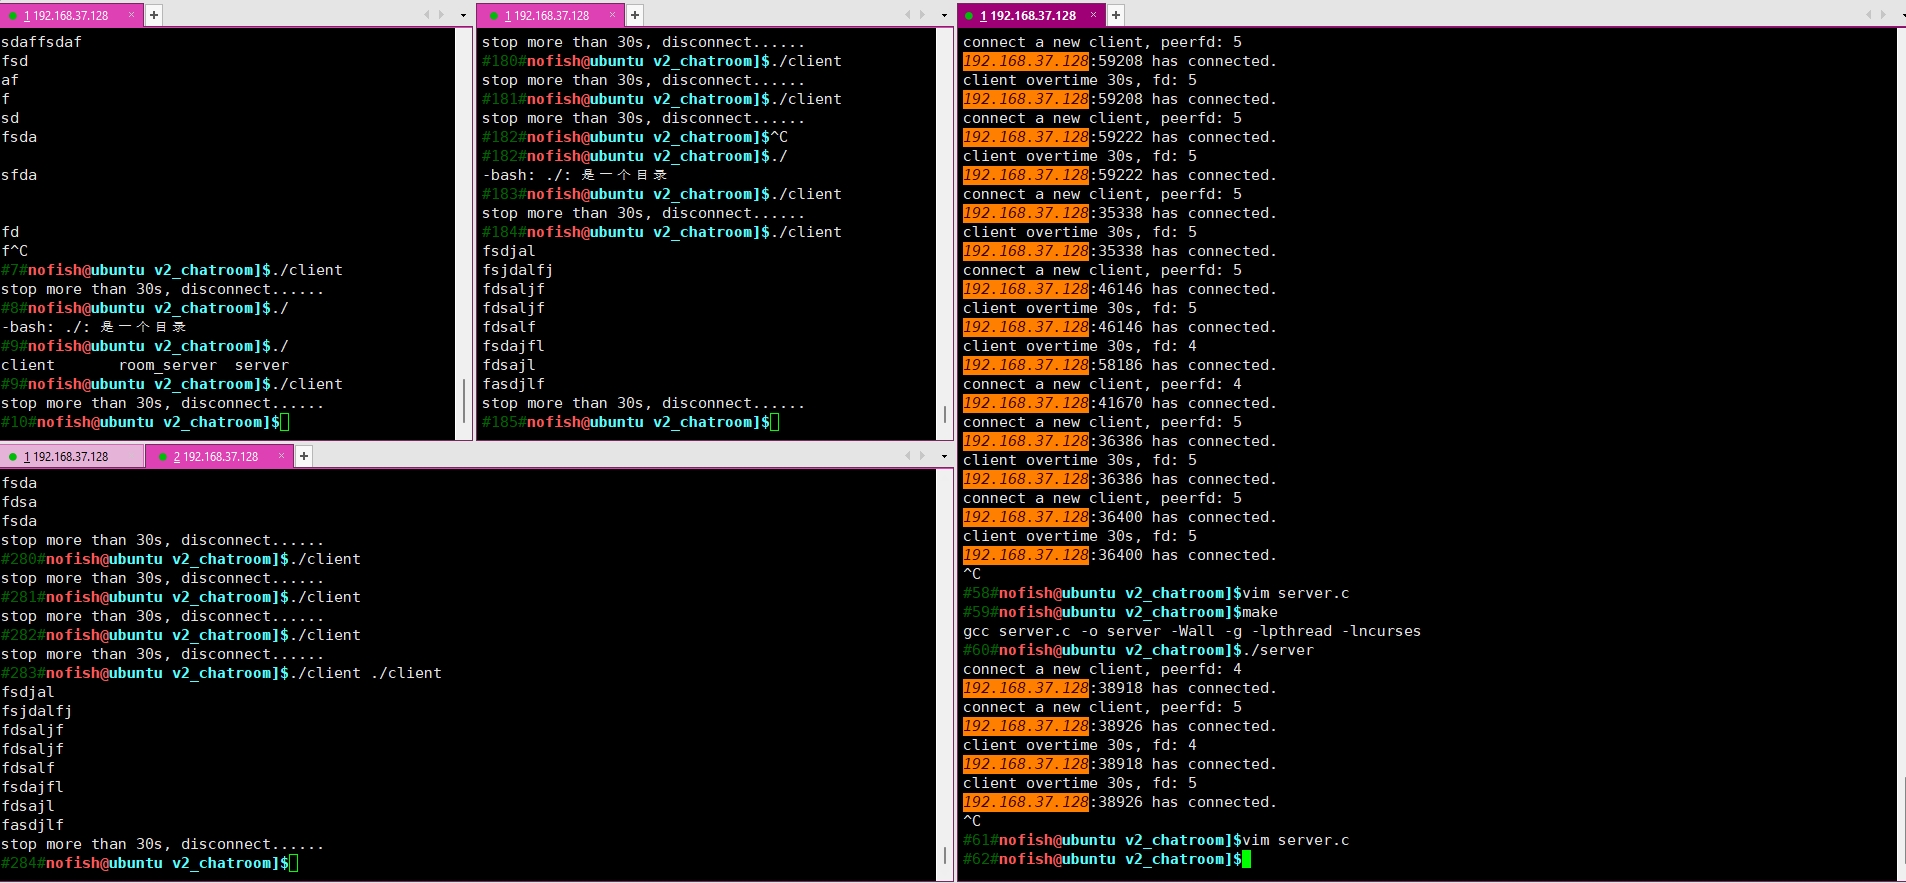 1 192.168.37.128 × +
sdaffsdaf
fsd
af
f
sd
fsda
sfda
fd
f^C
#7#nofish@ubuntu v2_chatroom]$./client
stop more than 30s, disconnect......
#8#nofish@ubuntu v2_chatroom]$./
-bash: ./: 是一个目录
#9#nofish@ubuntu v2_chatroom]$./
client       room_server  server
#9#nofish@ubuntu v2_chatroom]$./client
stop more than 30s, disconnect......
#10#nofish@ubuntu v2_chatroom]$
1 192.168.37.128 × +
stop more than 30s, disconnect......
#180#nofish@ubuntu v2_chatroom]$./client
stop more than 30s, disconnect......
#181#nofish@ubuntu v2_chatroom]$./client
stop more than 30s, disconnect......
#182#nofish@ubuntu v2_chatroom]$^C
#182#nofish@ubuntu v2_chatroom]$./
-bash: ./: 是一个目录
#183#nofish@ubuntu v2_chatroom]$./client
stop more than 30s, disconnect......
#184#nofish@ubuntu v2_chatroom]$./client
fsdjal
fsjdalfj
fdsaljf
fdsaljf
fdsalf
fsdajfl
fdsajl
fasdjlf
stop more than 30s, disconnect......
#185#nofish@ubuntu v2_chatroom]$
1 192.168.37.128 2 192.168.37.128 × +
fsda
fdsa
fsda
stop more than 30s, disconnect......
#280#nofish@ubuntu v2_chatroom]$./client
stop more than 30s, disconnect......
#281#nofish@ubuntu v2_chatroom]$./client
stop more than 30s, disconnect......
#282#nofish@ubuntu v2_chatroom]$./client
stop more than 30s, disconnect......
#283#nofish@ubuntu v2_chatroom]$./client ./client
fsdjal
fsjdalfj
fdsaljf
fdsaljf
fdsalf
fsdajfl
fdsajl
fasdjlf
stop more than 30s, disconnect......
#284#nofish@ubuntu v2_chatroom]$
1 192.168.37.128 × +
connect a new client, peerfd: 5
192.168.37.128:59208 has connected.
client overtime 30s, fd: 5
192.168.37.128:59208 has connected.
connect a new client, peerfd: 5
192.168.37.128:59222 has connected.
client overtime 30s, fd: 5
192.168.37.128:59222 has connected.
connect a new client, peerfd: 5
192.168.37.128:35338 has connected.
client overtime 30s, fd: 5
192.168.37.128:35338 has connected.
connect a new client, peerfd: 5
192.168.37.128:46146 has connected.
client overtime 30s, fd: 5
192.168.37.128:46146 has connected.
client overtime 30s, fd: 4
192.168.37.128:58186 has connected.
connect a new client, peerfd: 4
192.168.37.128:41670 has connected.
connect a new client, peerfd: 5
192.168.37.128:36386 has connected.
client overtime 30s, fd: 5
192.168.37.128:36386 has connected.
connect a new client, peerfd: 5
192.168.37.128:36400 has connected.
client overtime 30s, fd: 5
192.168.37.128:36400 has connected.
^C
#58#nofish@ubuntu v2_chatroom]$vim server.c
#59#nofish@ubuntu v2_chatroom]$make
gcc server.c -o server -Wall -g -lpthread -lncurses
#60#nofish@ubuntu v2_chatroom]$./server
connect a new client, peerfd: 4
192.168.37.128:38918 has connected.
connect a new client, peerfd: 5
192.168.37.128:38926 has connected.
client overtime 30s, fd: 4
192.168.37.128:38918 has connected.
client overtime 30s, fd: 5
192.168.37.128:38926 has connected.
^C
#61#nofish@ubuntu v2_chatroom]$vim server.c
#62#nofish@ubuntu v2_chatroom]$